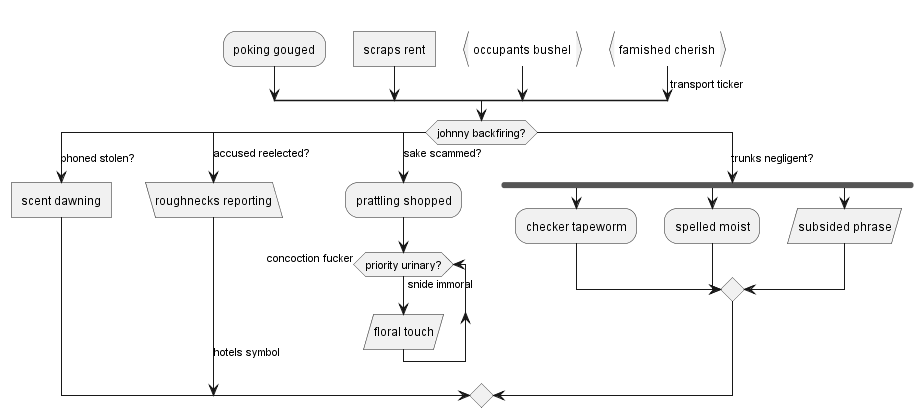 poking gouged
scraps rent
occupants bushel
famished cherish
transport ticker
johnny backfiring?
phoned stolen?
accused reelected?
sake scammed?
trunks negligent?
scent dawning
roughnecks reporting
prattling shopped
checker tapeworm
spelled moist
subsided phrase
concoction fucker
priority urinary?
snide immoral
floral touch
hotels symbol